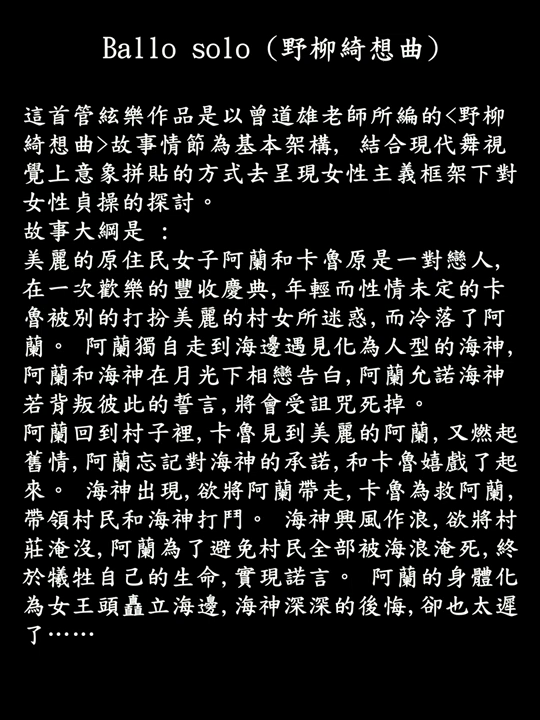 Ballo solo (野柳綺想曲)
這首管絃樂作品是以曾道雄老師所編的<野柳
綺想曲>故事情節為基本架構, 結合現代舞視
覺上意象拼貼的方式去呈現女性主義框架下對
女性貞操的探討。
故事大綱是 :
美麗的原住民女子阿蘭和卡魯原是一對戀人,
在一次歡樂的豐收慶典,年輕而性情未定的卡
魯被別的打扮美麗的村女所迷惑,而冷落了阿
蘭。 阿蘭獨自走到海邊遇見化為人型的海神,
阿蘭和海神在月光下相戀告白,阿蘭允諾海神
若背叛彼此的誓言,將會受詛咒死掉。
阿蘭回到村子裡,卡魯見到美麗的阿蘭,又燃起
舊情,阿蘭忘記對海神的承諾,和卡魯嬉戲了起
來。 海神出現,欲將阿蘭帶走,卡魯為救阿蘭,
帶領村民和海神打鬥。 海神興風作浪,欲將村
莊淹沒,阿蘭為了避免村民全部被海浪淹死,終
於犧牲自己的生命,實現諾言。 阿蘭的身體化
為女王頭矗立海邊,海神深深的後悔,卻也太遲
了……